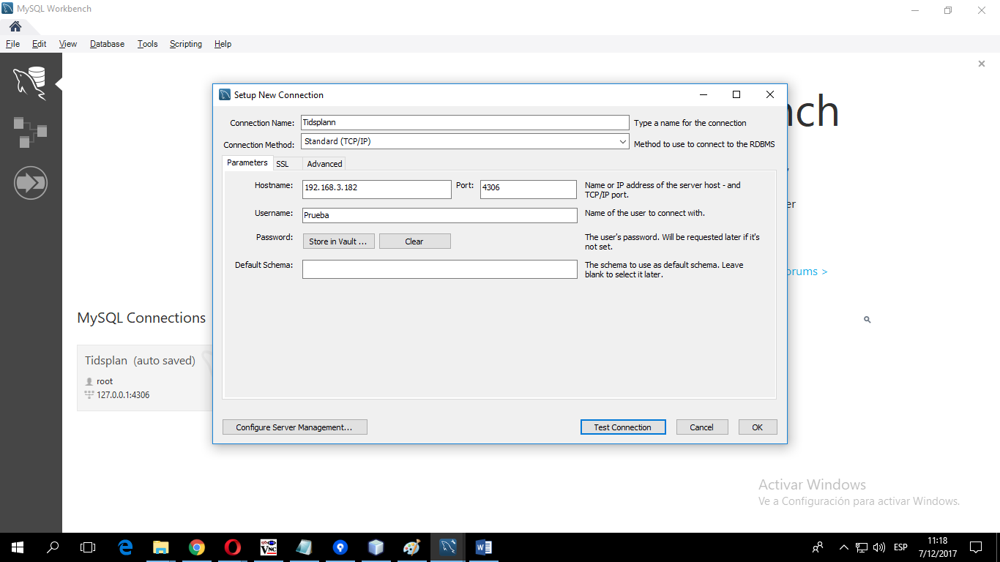 MySQL Workbench
File Edit View Database Tools Scripting Help
nch
Setup New Connection
Connection Name: Tidsplann Type a name for the connection
Connection Method: Standard (TCP/IP) Method to use to connect to the RDBMS
Parameters SSL Advanced
Hostname: 192.168.3.182 Port: 4306 Name or IP address of the server host - and
TCP/IP port.
er
Username: Prueba Name of the user to connect with.
Password: Store in Vault ... Clear The user's password. Will be requested later if it's
not set.
Default Schema: The schema to use as default schema. Leave
blank to select it later.
orums >
MySQL Connections
Tidsplan (auto saved)
root
127.0.0.1:4306
Configure Server Management... Test Connection Cancel OK
Activar Windows
Ve a Configuración para activar Windows.
VNC
ESP
11:18
7/12/2017